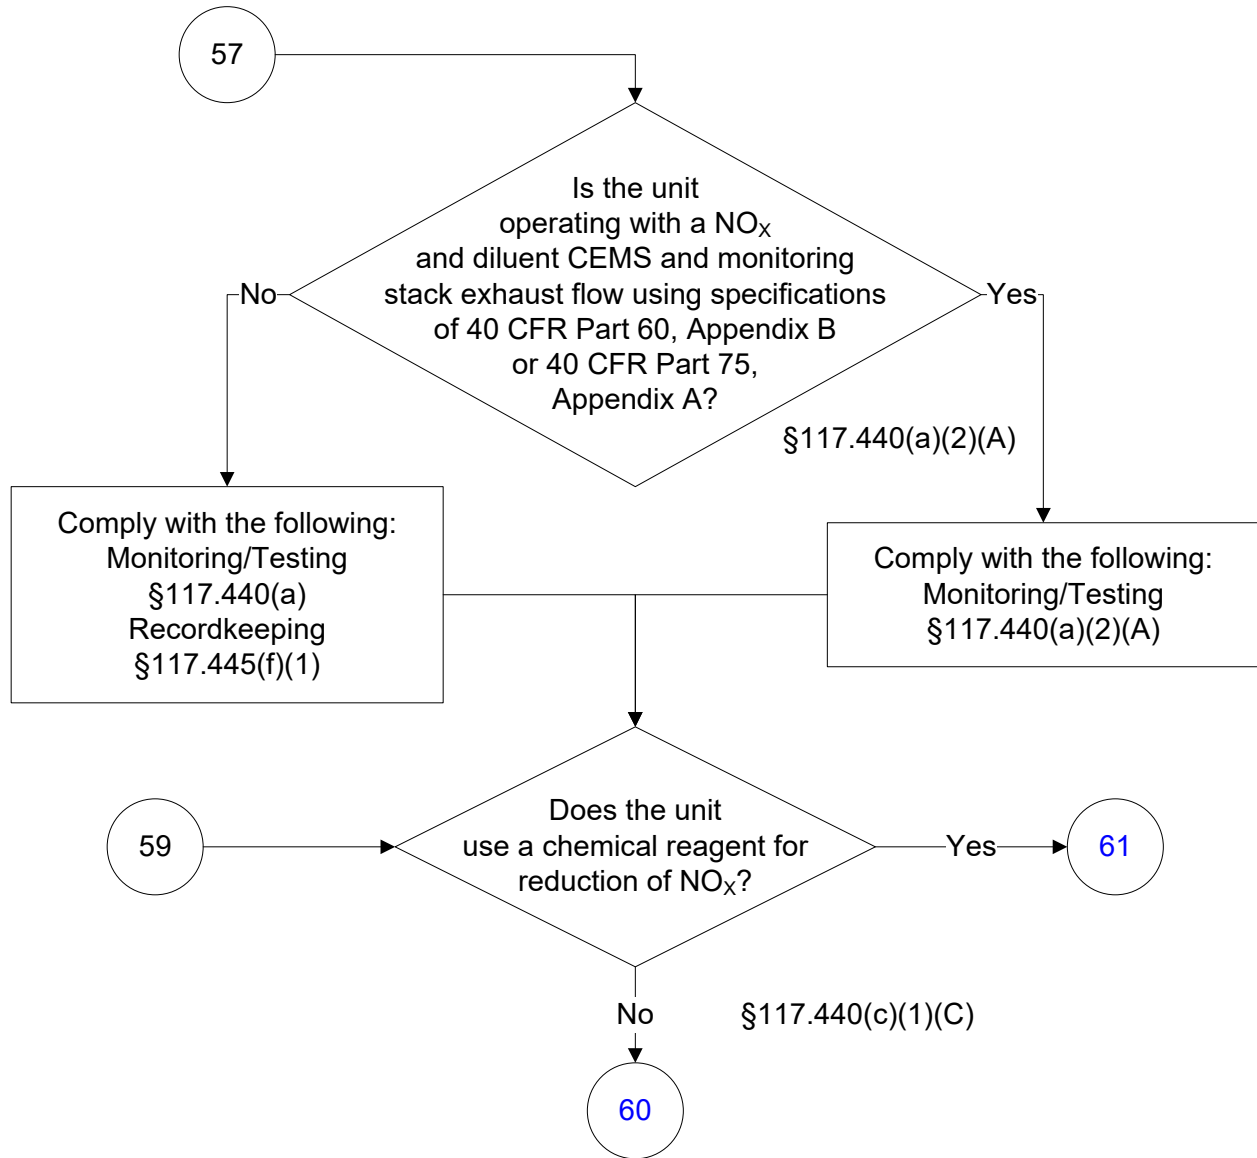 57
Is the unit
operating with a NOX
and diluent CEMS and monitoring
stack exhaust flow using specifications
of 40 CFR Part 60, Appendix B
or 40 CFR Part 75,
Appendix A?
No
Yes
§117.440(a)(2)(A)
Comply with the following:
Monitoring/Testing
§117.440(a)
Recordkeeping
§117.445(f)(1)
Comply with the following:
Monitoring/Testing
§117.440(a)(2)(A)
59
Does the unit
use a chemical reagent for
reduction of NOX?
Yes
61
No
§117.440(c)(1)(C)
60